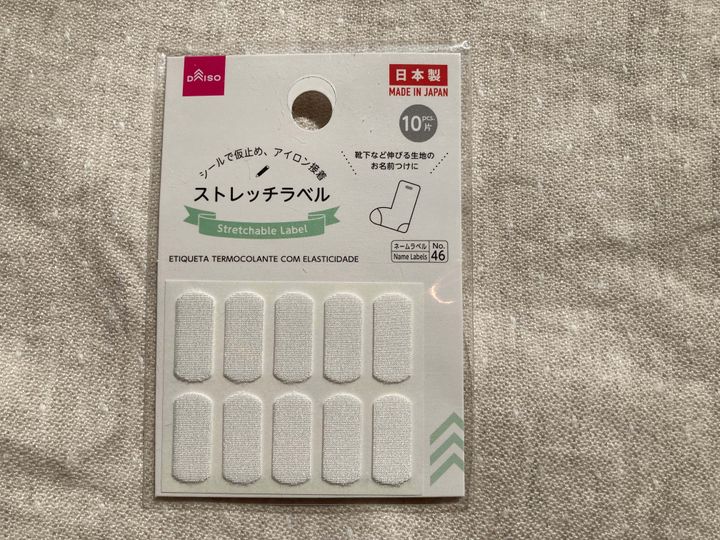 DAISO
日本製
MADE IN JAPAN
10 pcs. 片
シールで仮止め、アイロン接着
ストレッチラベル
Stretchable Label
靴下など伸びる生地の
お名前つけに
ETIQUETA TERMOCOLANTE COM ELASTICIDADE
ネームラベル No.
Name Labels 46